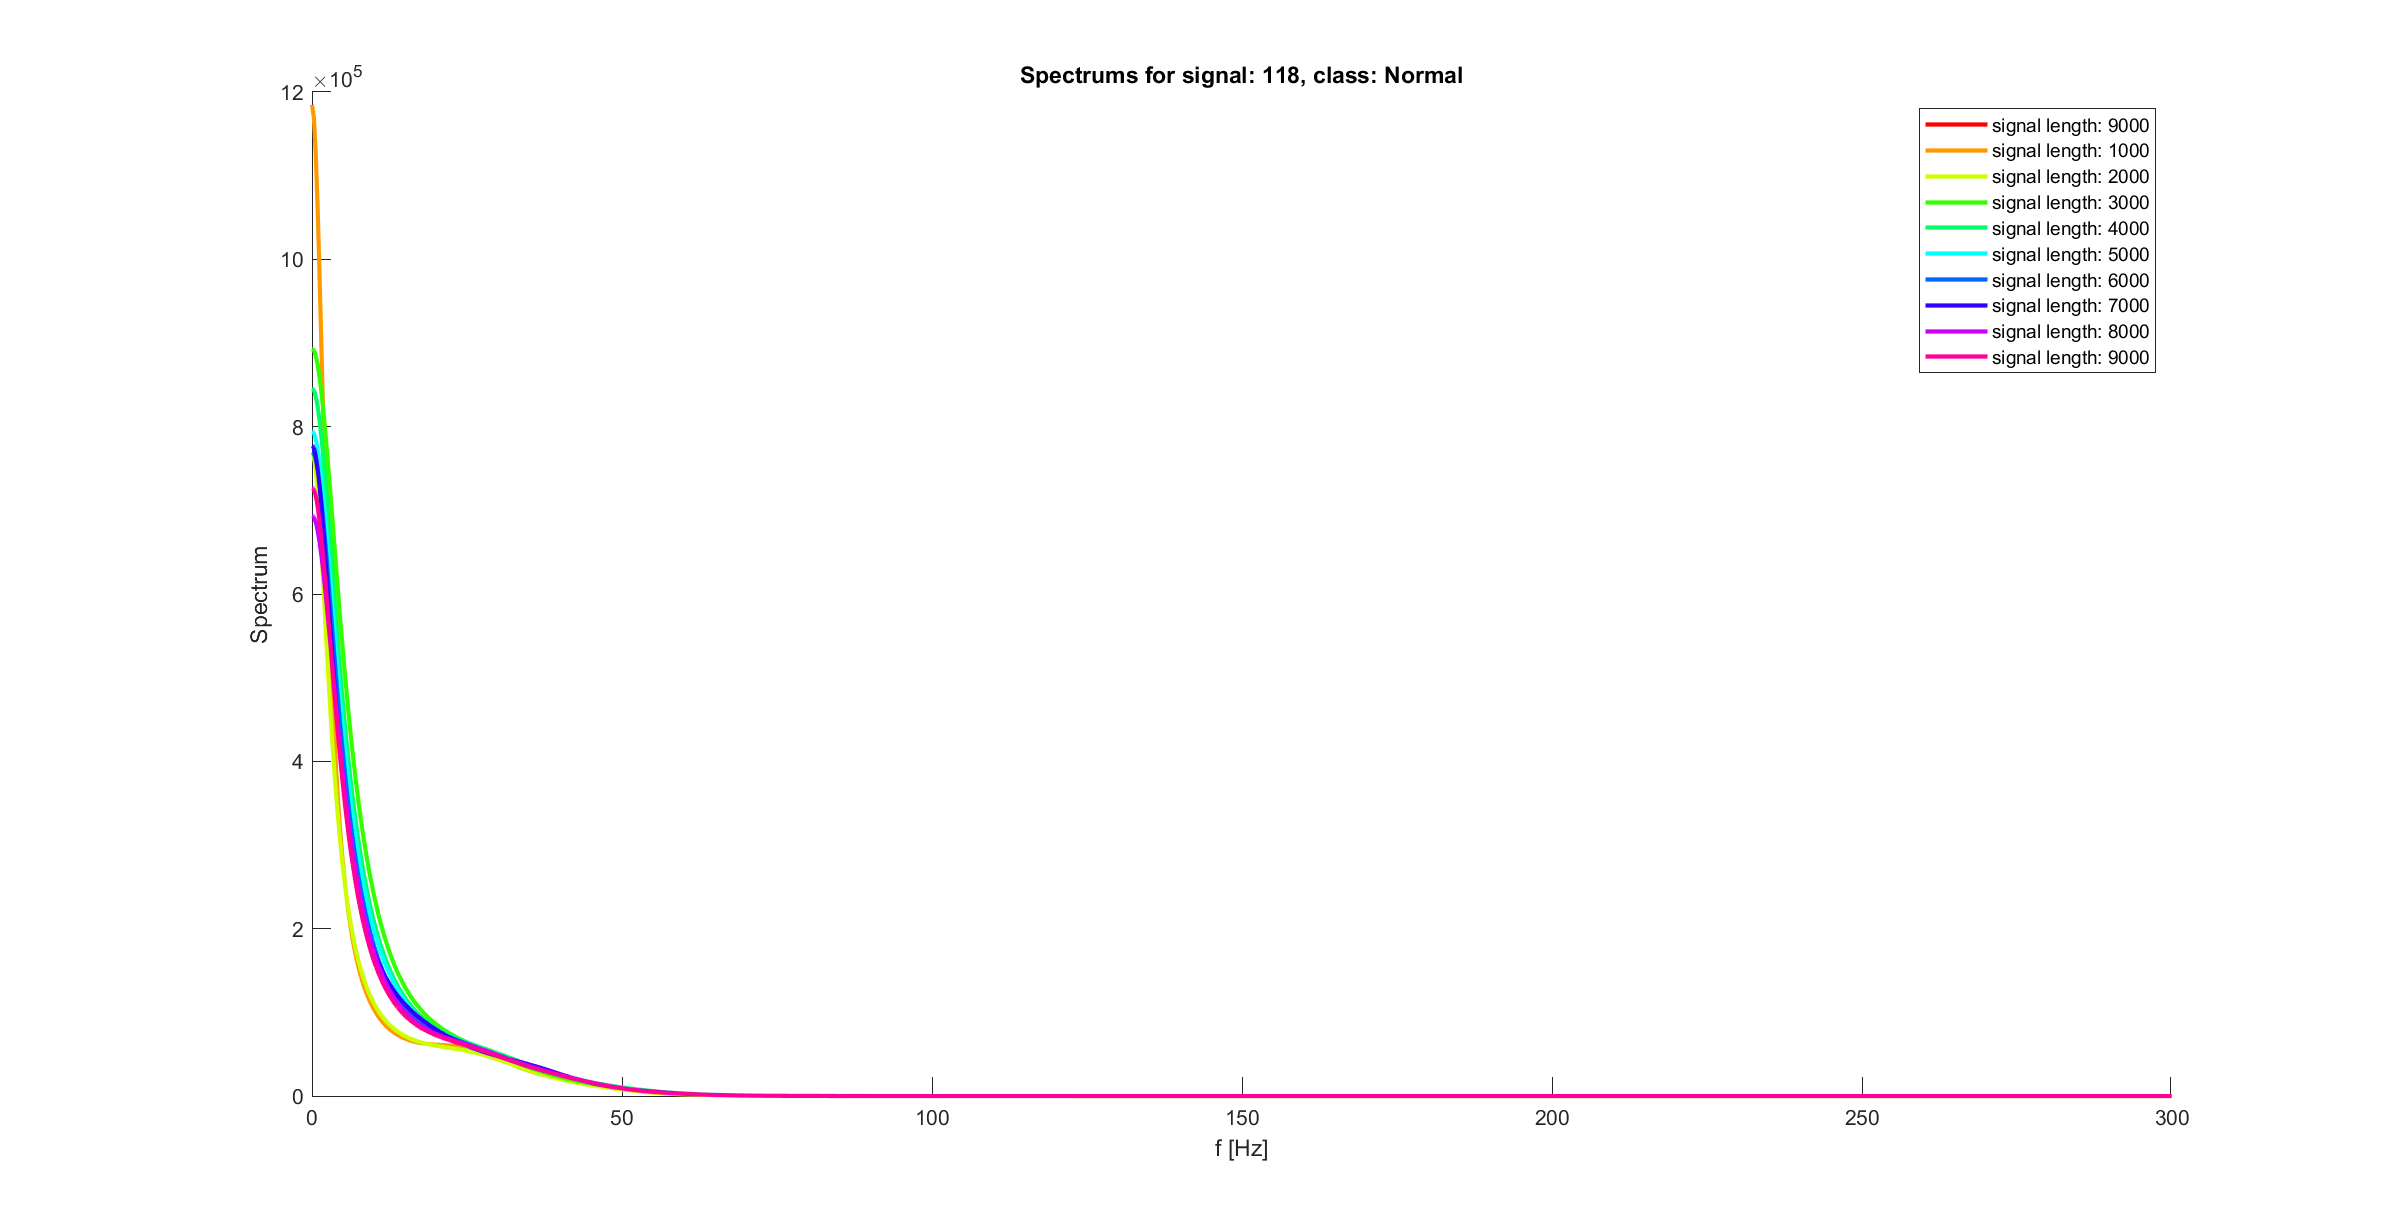 Spectrums for signal: 118, class: Normal
×10^5
12
10
8
6
4
2
0
Spectrum
0 50 100 150 200 250 300
f [Hz]
signal length: 9000
signal length: 1000
signal length: 2000
signal length: 3000
signal length: 4000
signal length: 5000
signal length: 6000
signal length: 7000
signal length: 8000
signal length: 9000